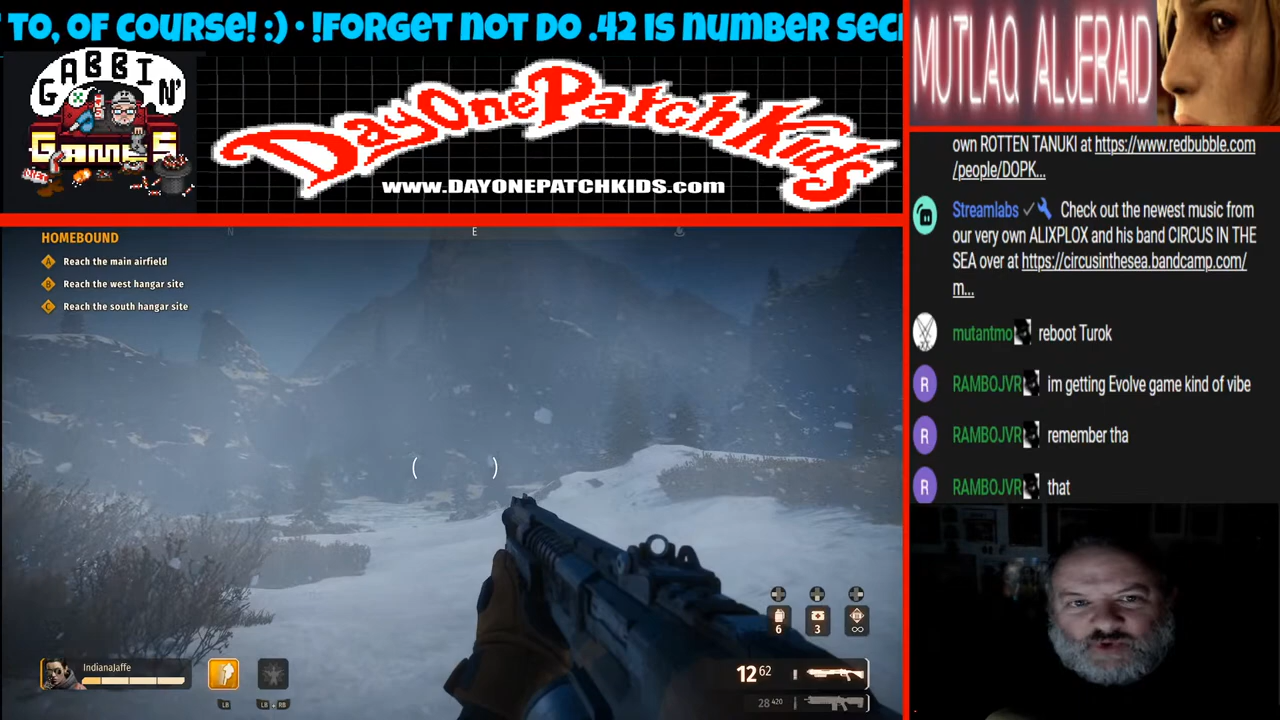 TO, OF COURSE! :) • !FORGET NOT DO .42 IS NUMBER SEC
GABBIN'
GAMES
DayOnePatchKids
www.DAYONEPATCHKIDS.com
MUTLAQ ALJERAID
own ROTTEN TANUKI at https://www.redbubble.com
/people/DOPK...
Streamlabs Check out the newest music from
our very own ALIXPLOX and his band CIRCUS IN THE
SEA over at https://circusinthesea.bandcamp.com/
m...
mutantmo reboot Turok
R RAMBOJVR im getting Evolve game kind of vibe
R RAMBOJVR remember tha
R RAMBOJVR that
N E
HOMEBOUND
A Reach the main airfield
B Reach the west hangar site
C Reach the south hangar site
6 3 ∞
IndianaJaffe
LB LB + RB
12 62
28 420